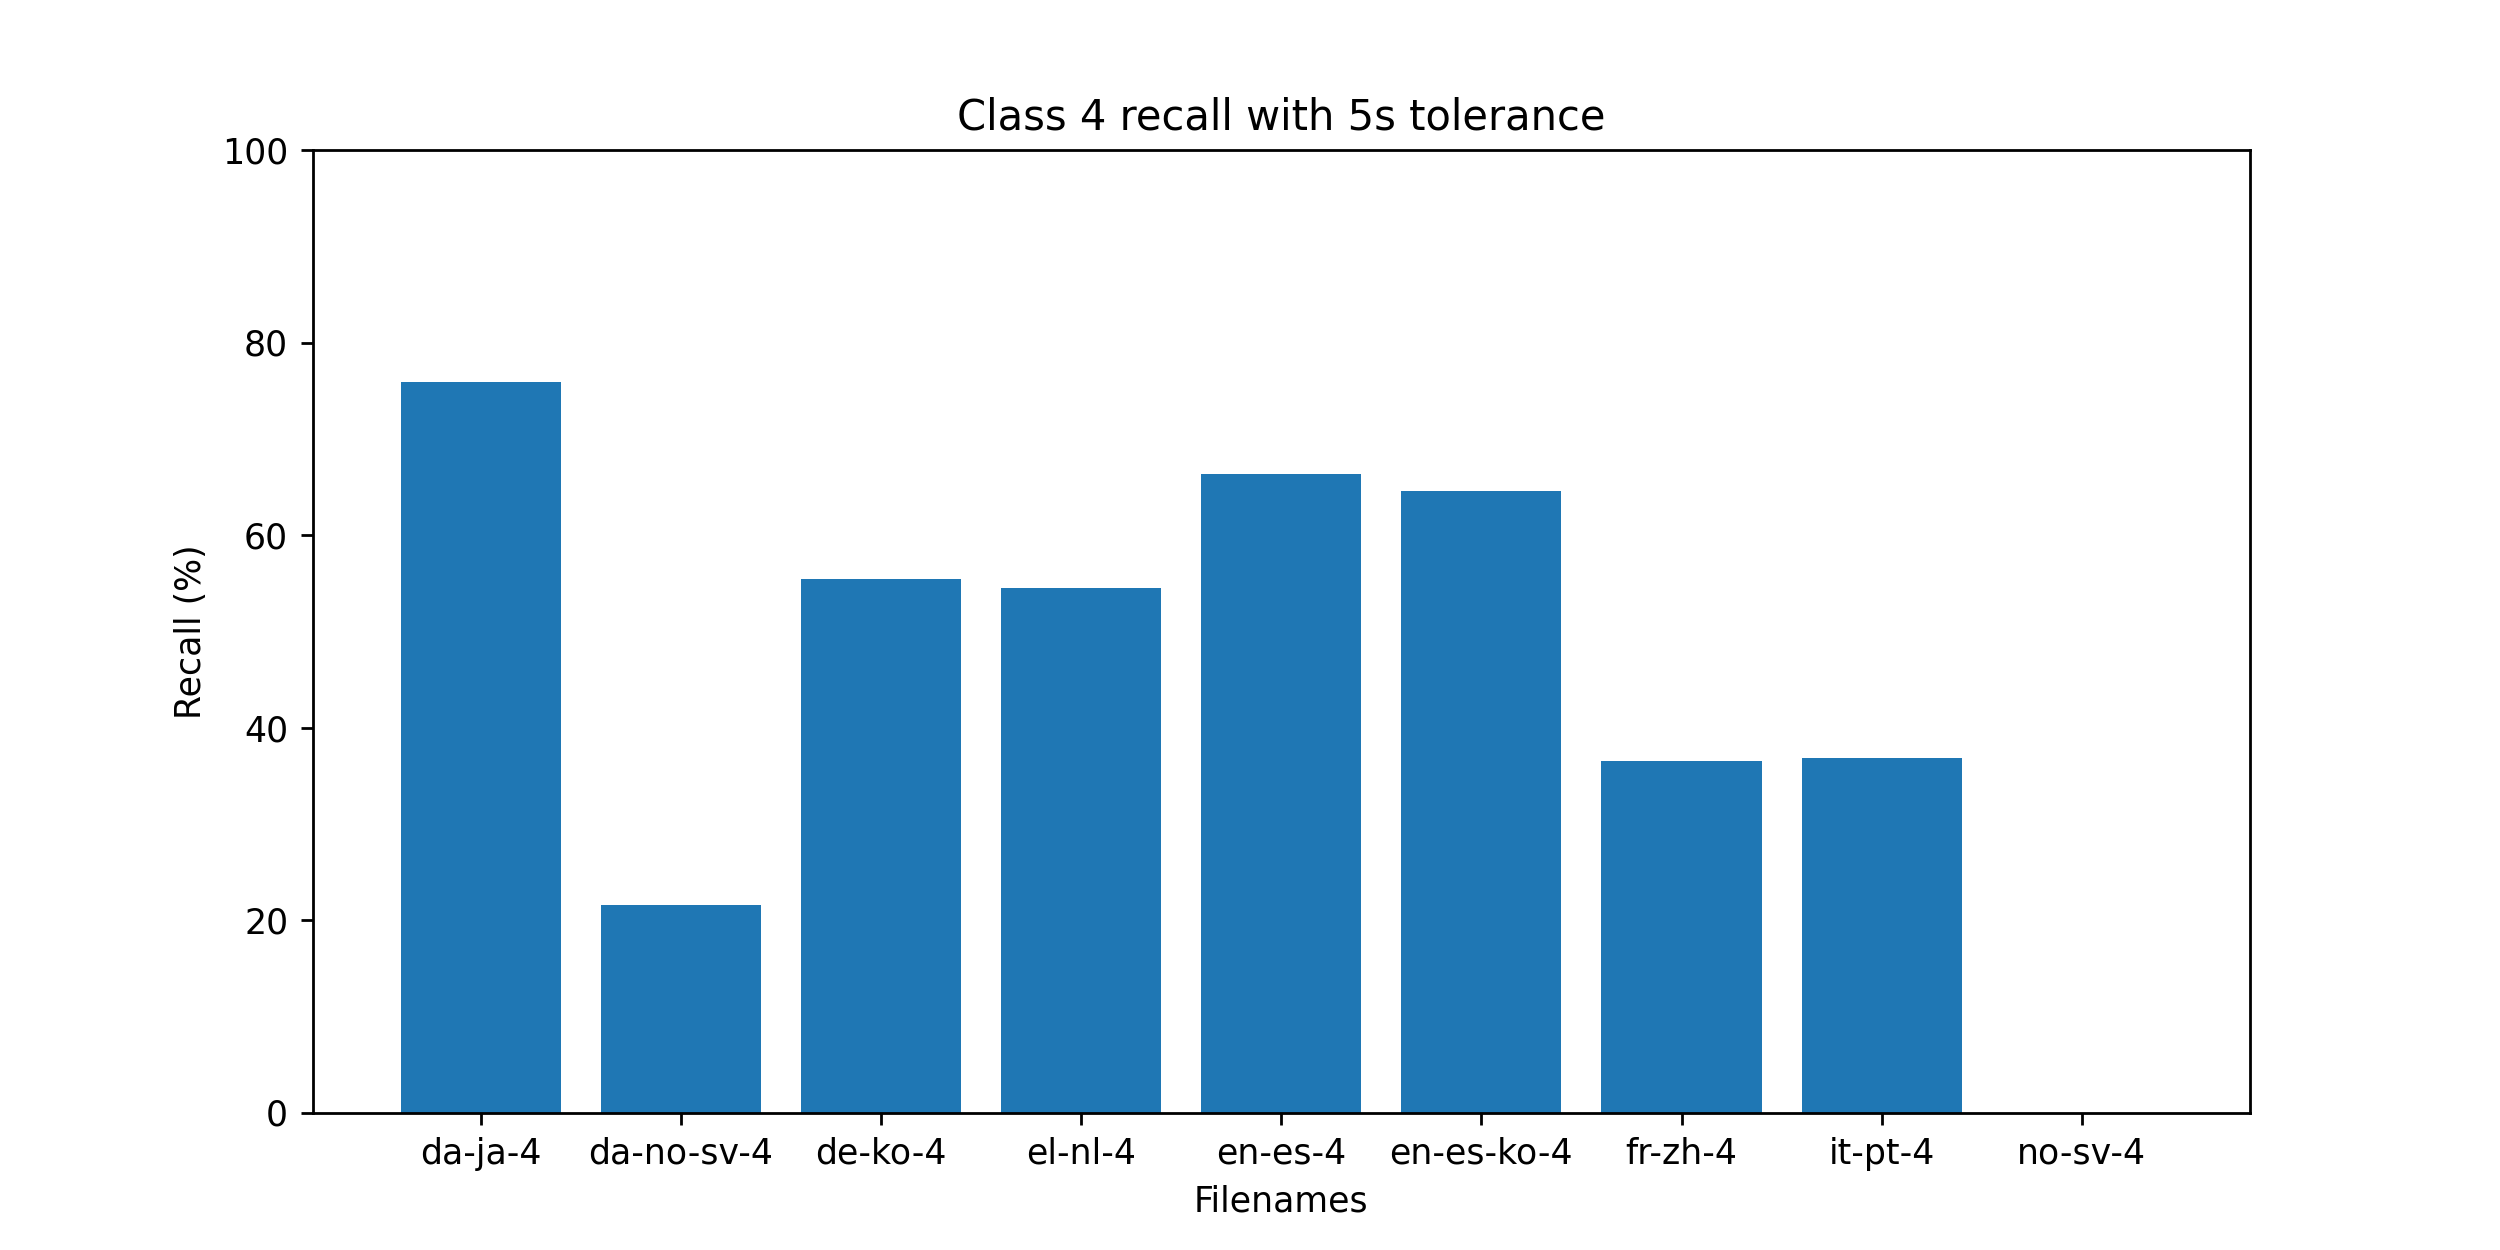 Class 4 recall with 5s tolerance
Recall (%)
100
80
60
40
20
0
da-ja-4 da-no-sv-4 de-ko-4 el-nl-4 en-es-4 en-es-ko-4 fr-zh-4 it-pt-4 no-sv-4
Filenames